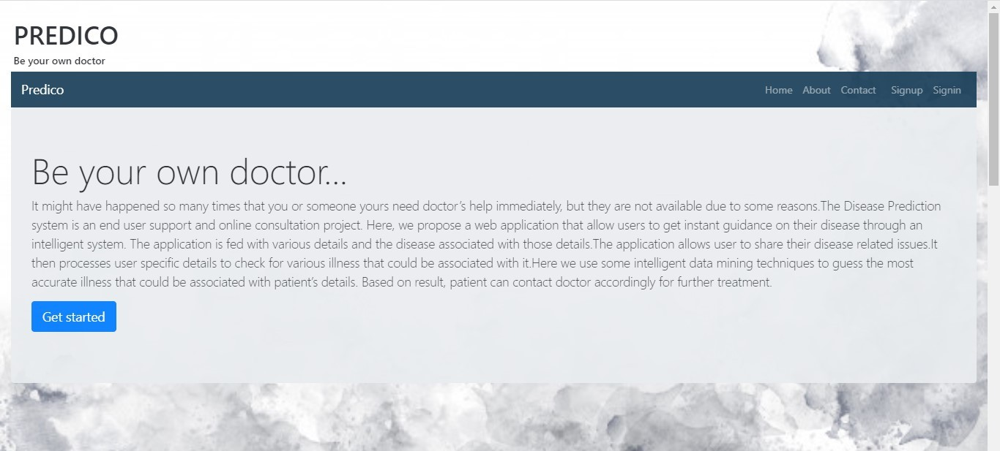 PREDICO
Be your own doctor
Predico Home About Contact Signup Signin
Be your own doctor...
It might have happened so many times that you or someone yours need doctor's help immediately, but they are not available due to some reasons.The Disease Prediction
system is an end user support and online consultation project. Here, we propose a web application that allow users to get instant guidance on their disease through an
intelligent system. The application is fed with various details and the disease associated with those details.The application allows user to share their disease related issues.It
then processes user specific details to check for various illness that could be associated with it.Here we use some intelligent data mining techniques to guess the most
accurate illness that could be associated with patient's details. Based on result, patient can contact doctor accordingly for further treatment.
Get started